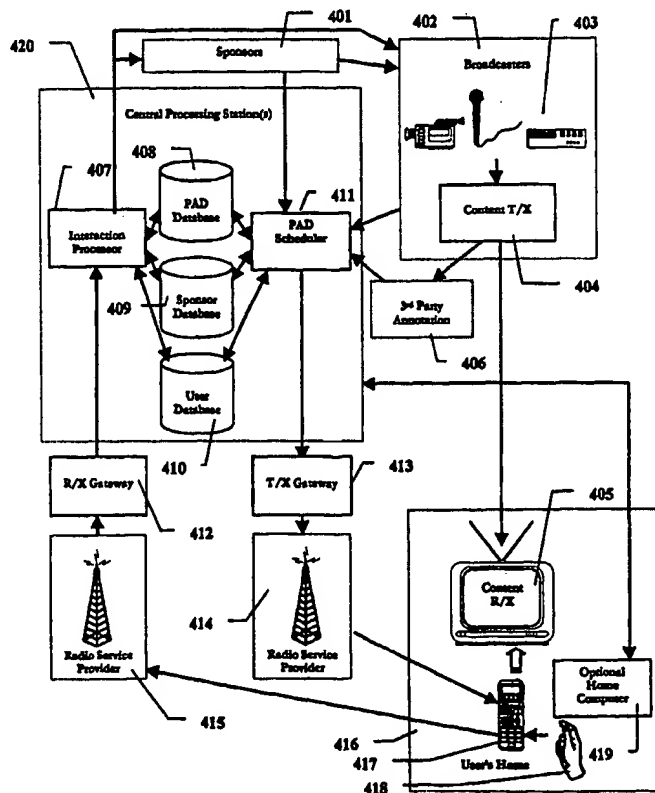 401
402
403
420
Sponsors
Broadcasters
Central Processing Station(s)
408
407
411
PAD
Database
Interaction
Processor
PAD
Scheduler
Content T/X
404
Sponsor
Database
409
3rd Party
Annotation
406
User
Database
410
413
405
R/X Gateway
T/X Gateway
412
Content
R/X
414
Radio Service
Provider
Radio Service
Provider
Optional
Home
Computer
415
416
417
User's Home
419
418